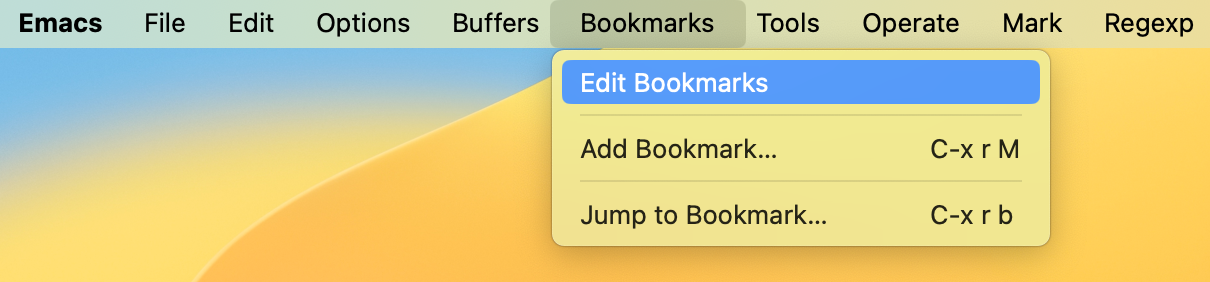 Emacs File Edit Options Buffers Bookmarks Tools Operate Mark Regexp
Edit Bookmarks
Add Bookmark... C-x r M
Jump to Bookmark... C-x r b